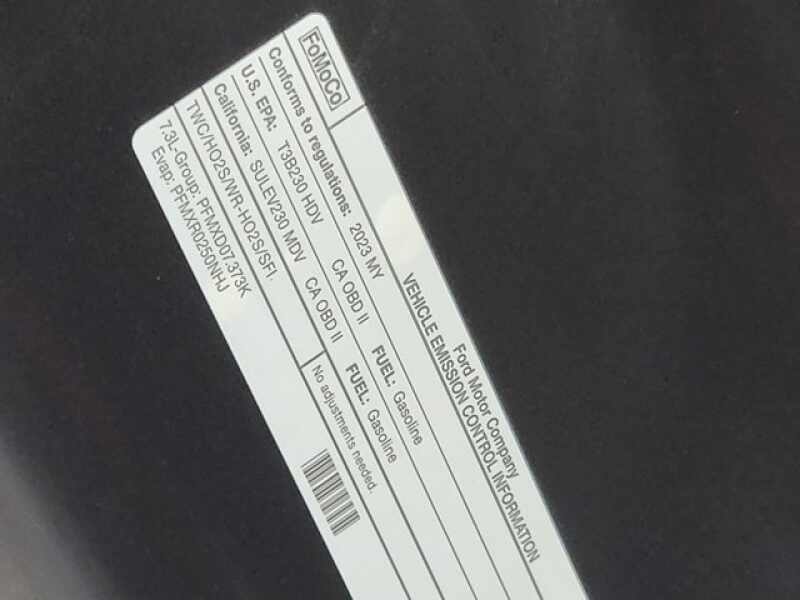 FoMoCo
Ford Motor Company
VEHICLE EMISSION CONTROL INFORMATION
Conforms to regulations: 2023 MY
U.S. EPA: T3B230 HDV CA OBD II FUEL: Gasoline
California: SULEV230 MDV CA OBD II FUEL: Gasoline
TWC/HO2S/WR-HO2S/SFI. No adjustments needed.
7.3L-Group: PFMXD07.373K
Evap: PFMXR0250NHJ